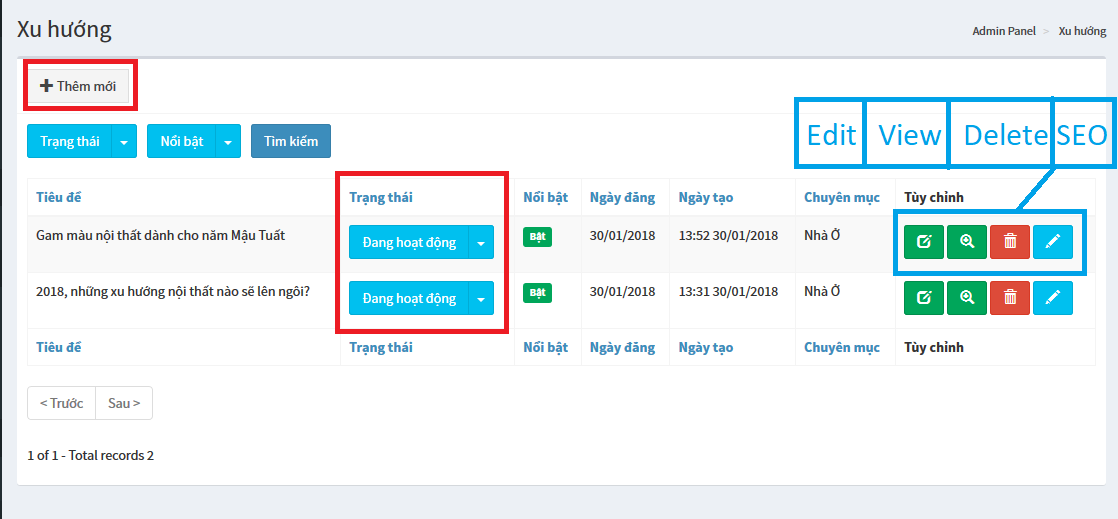 Xu hướng
Admin Panel > Xu hướng
Thêm mới
Trạng thái Nổi bật Tìm kiếm
Edit View Delete SEO
Tiêu đề Trạng thái Nổi bật Ngày đăng Ngày tạo Chuyên mục Tùy chỉnh
Gam màu nội thất dành cho năm Mậu Tuất Đang hoạt động Bật 30/01/2018 13:52 30/01/2018 Nhà Ở
2018, những xu hướng nội thất nào sẽ lên ngôi? Đang hoạt động Bật 30/01/2018 13:31 30/01/2018 Nhà Ở
Tiêu đề Trạng thái Nổi bật Ngày đăng Ngày tạo Chuyên mục Tùy chỉnh
< Trước Sau >
1 of 1 - Total records 2